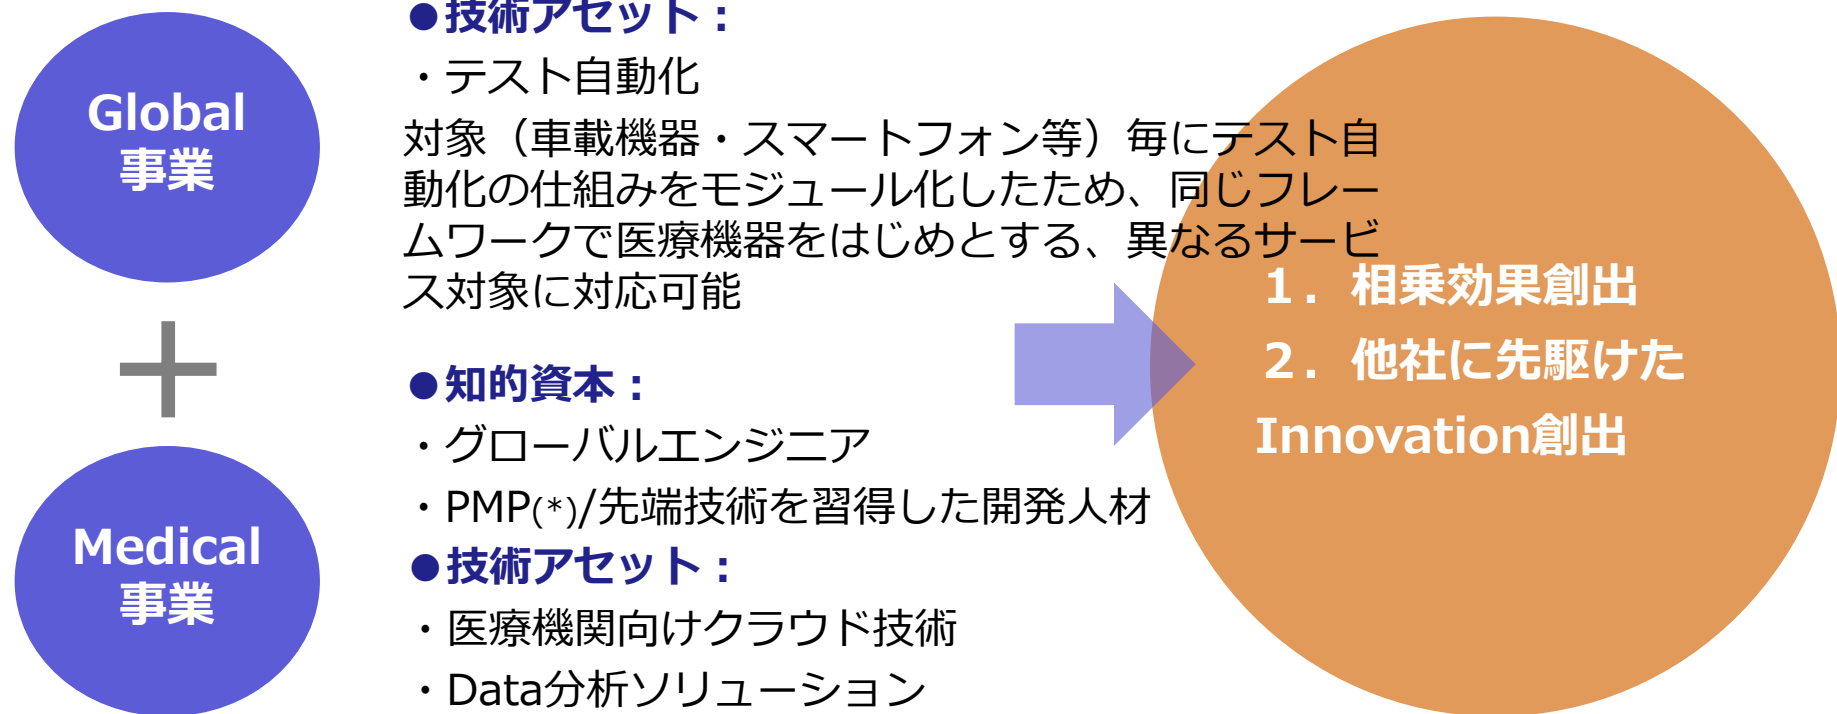 Global
事業
●技術アセット：
・テスト自動化
対象（車載機器・スマートフォン等）毎にテスト自
動化の仕組みをモジュール化したため、同じフレー
ムワークで医療機器をはじめとする、異なるサービ
ス対象に対応可能
●知的資本：
・グローバルエンジニア
・PMP(*)/先端技術を習得した開発人材
Medical
事業
●技術アセット：
・医療機関向けクラウド技術
・Data分析ソリューション
１．相乗効果創出
２．他社に先駆けた
Innovation創出